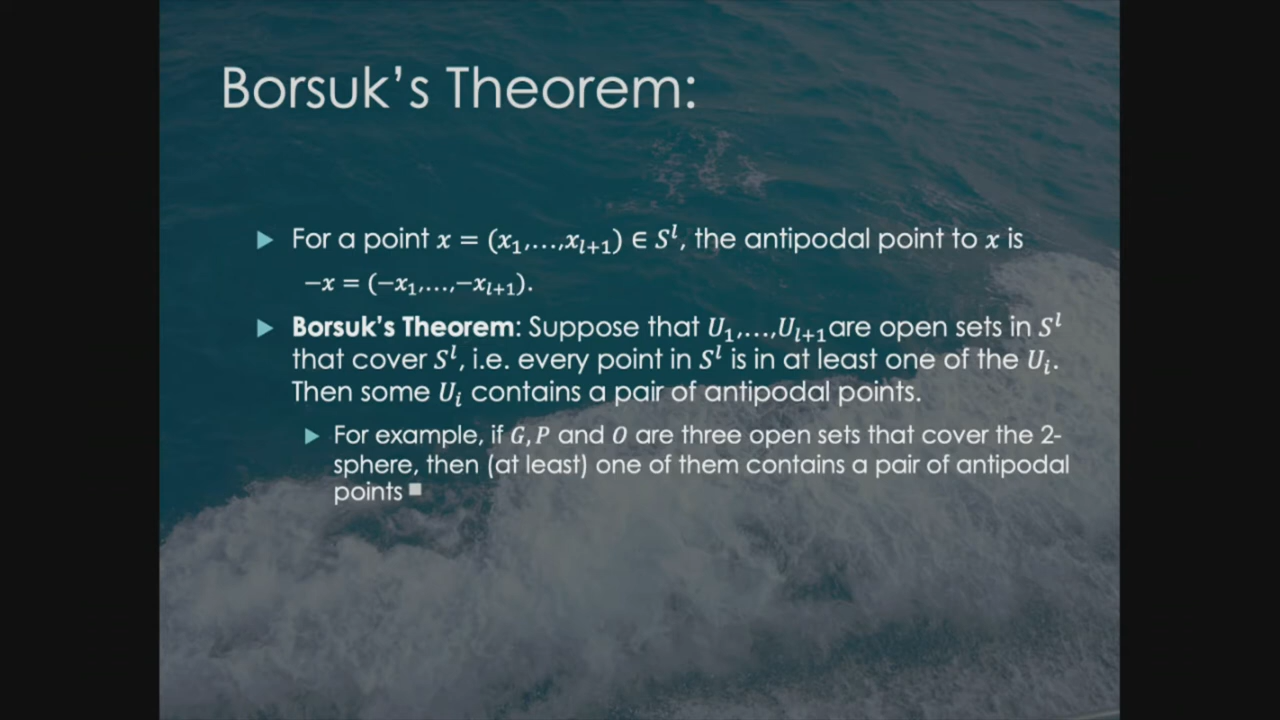 Borsuk's Theorem:
For a point x = (x₁,…,xₗ₊₁) ∈ Sˡ, the antipodal point to x is
−x = (−x₁,…,−xₗ₊₁).
Borsuk's Theorem: Suppose that U₁,…,Uₗ₊₁are open sets in Sˡ
that cover Sˡ, i.e. every point in Sˡ is in at least one of the Uᵢ.
Then some Uᵢ contains a pair of antipodal points.
For example, if G, P and O are three open sets that cover the 2-
sphere, then (at least) one of them contains a pair of antipodal
points ■